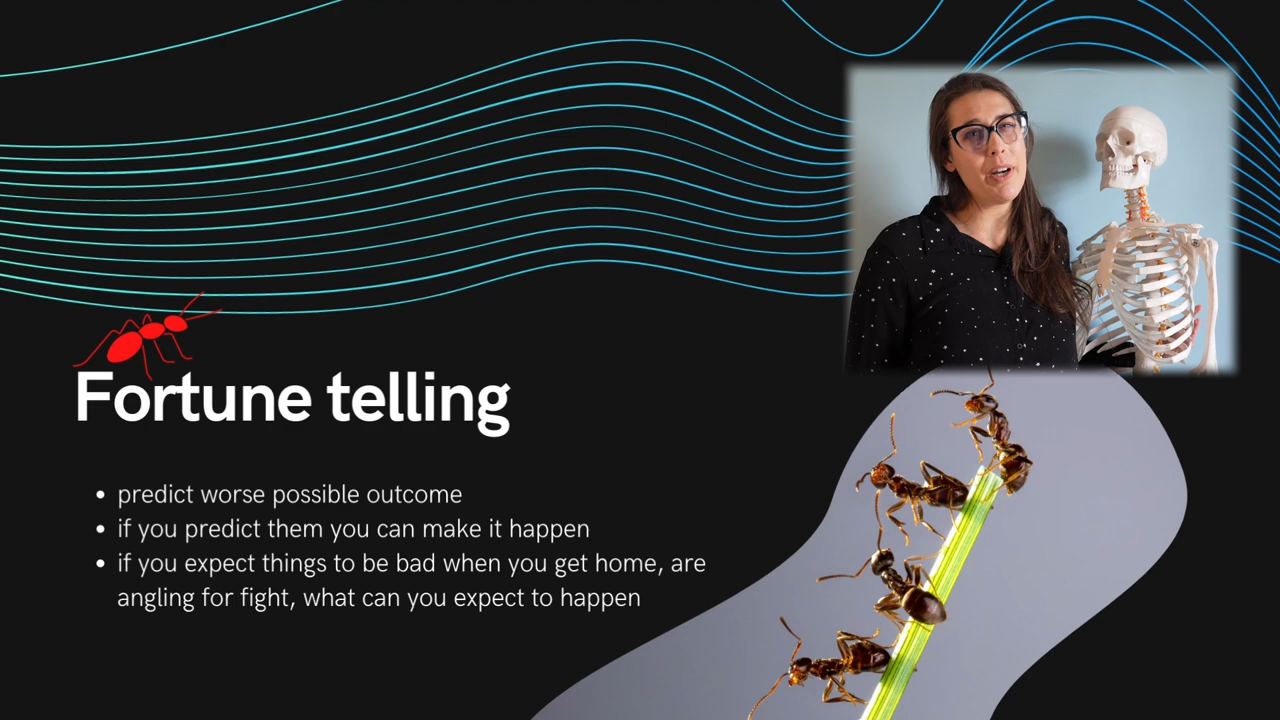 Fortune telling
predict worse possible outcome
if you predict them you can make it happen
if you expect things to be bad when you get home, are
angling for fight, what can you expect to happen